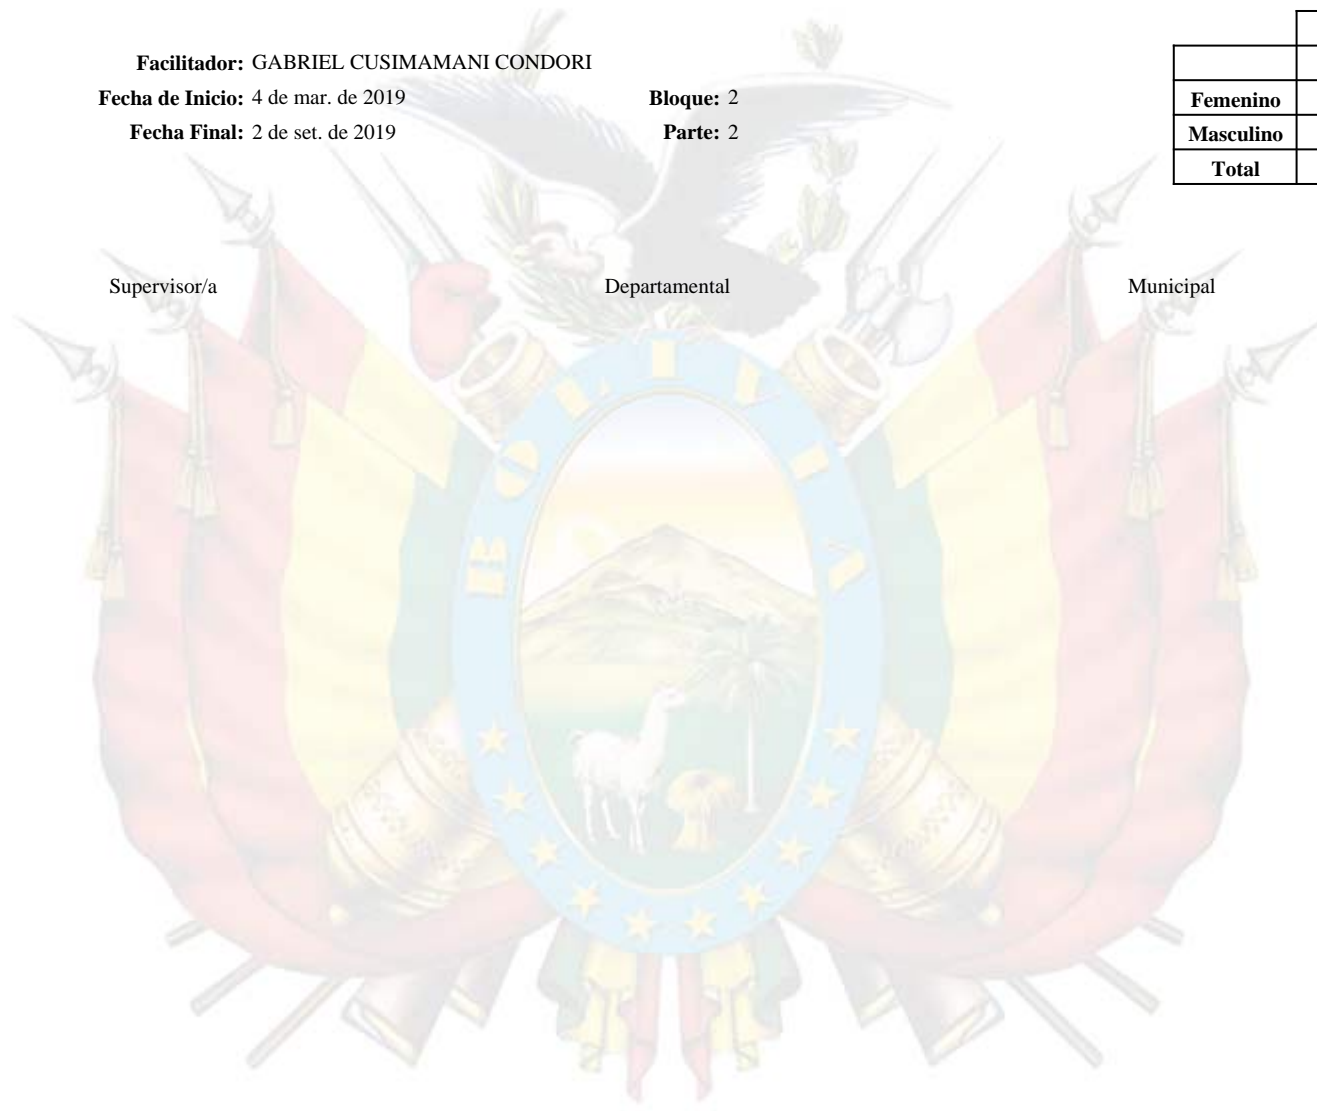 Facilitador: GABRIEL CUSIMAMANI CONDORI
Fecha de Inicio: 4 de mar. de 2019 Bloque: 2
Femenino
Fecha Final: 2 de set. de 2019 Parte: 2
Masculino
Total
Supervisor/a Departamental Municipal
BOLIVIA